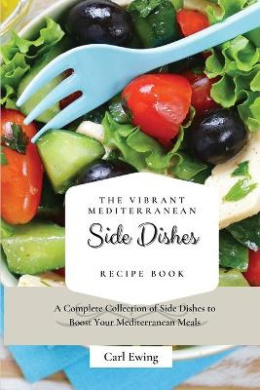 THE VIBRANT
MEDITERRANEAN
Side Dishes
RECIPE BOOK
A Complete Collection of Side Dishes to
Boost Your Mediterranean Meals
Carl Ewing